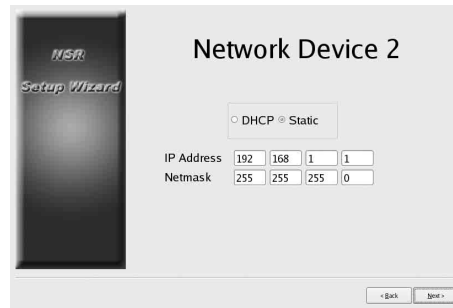 NSR
Setup Wizard
Network Device 2
DHCP Static
IP Address 192 168 1 1
Netmask 255 255 255 0
< Back Next >